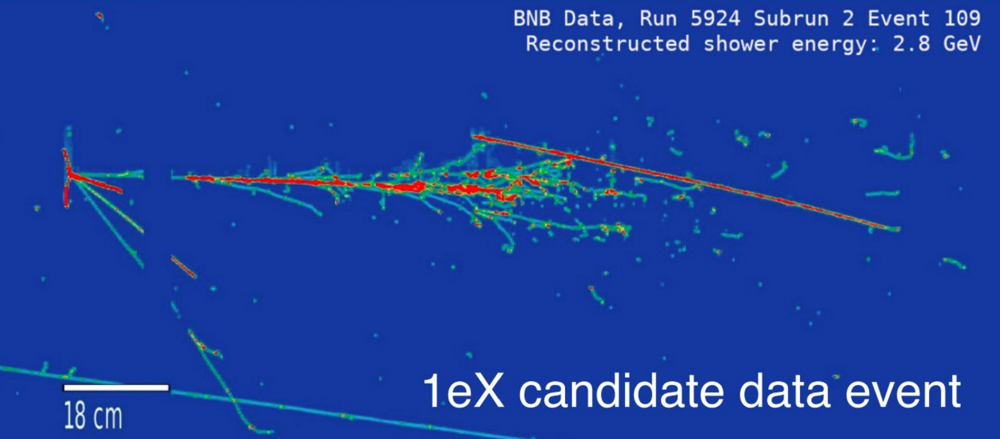 BNB Data, Run 5924 Subrun 2 Event 109
Reconstructed shower energy: 2.8 GeV
1eX candidate data event
18 cm